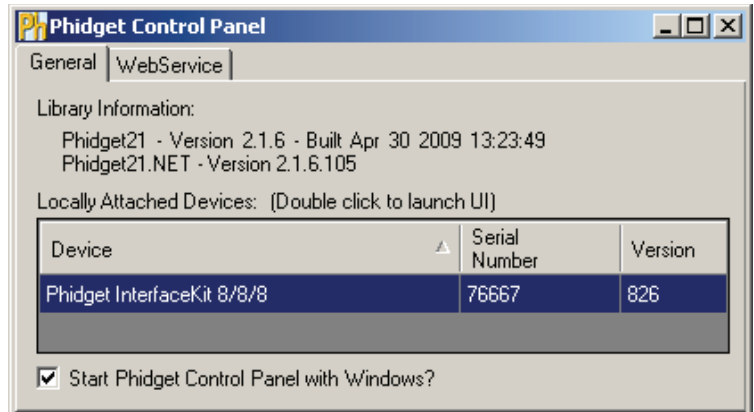 Ph Phidget Control Panel
General WebService
Library Information:
Phidget21 - Version 2.1.6 - Built Apr 30 2009 13:23:49
Phidget21.NET - Version 2.1.6.105
Locally Attached Devices: (Double click to launch UI)
Device Serial Number Version
Phidget InterfaceKit 8/8/8 76667 826
Start Phidget Control Panel with Windows?